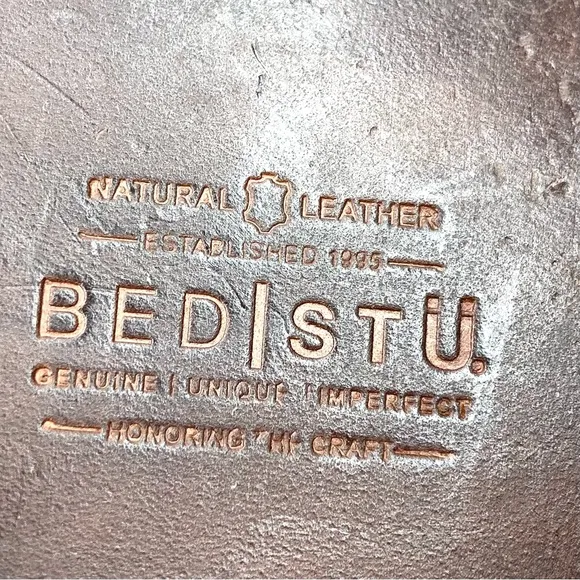 NATURAL LEATHER
ESTABLISHED 1995
BED|STÜ.
GENUINE | UNIQUE | IMPERFECT
HONORING THE CRAFT